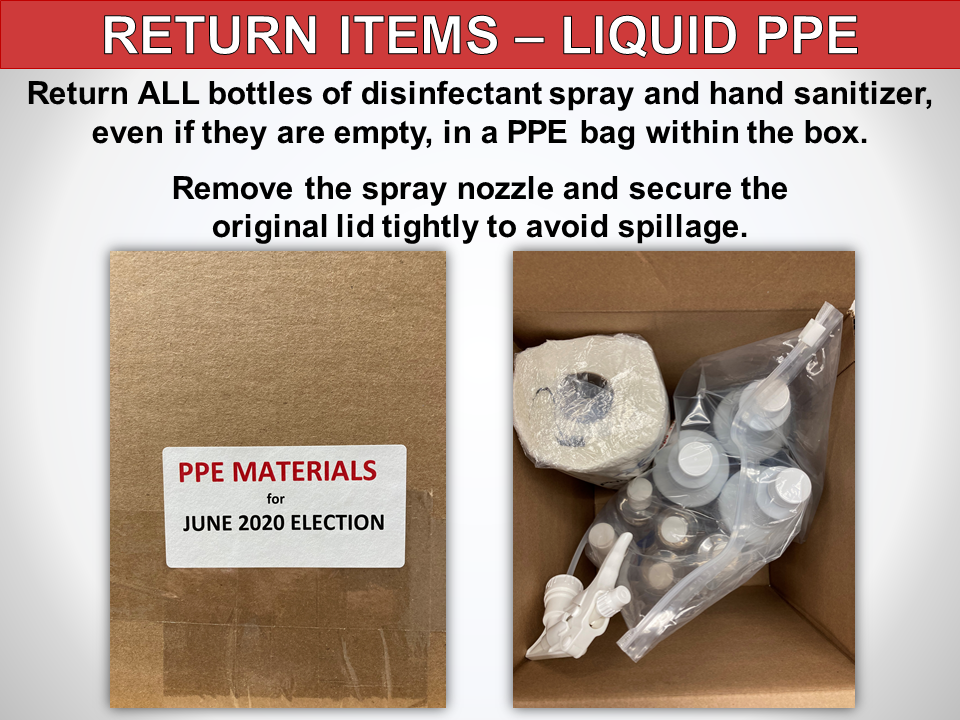 RETURN ITEMS – LIQUID PPE
Return ALL bottles of disinfectant spray and hand sanitizer,
even if they are empty, in a PPE bag within the box.
Remove the spray nozzle and secure the
original lid tightly to avoid spillage.
PPE MATERIALS
for
JUNE 2020 ELECTION